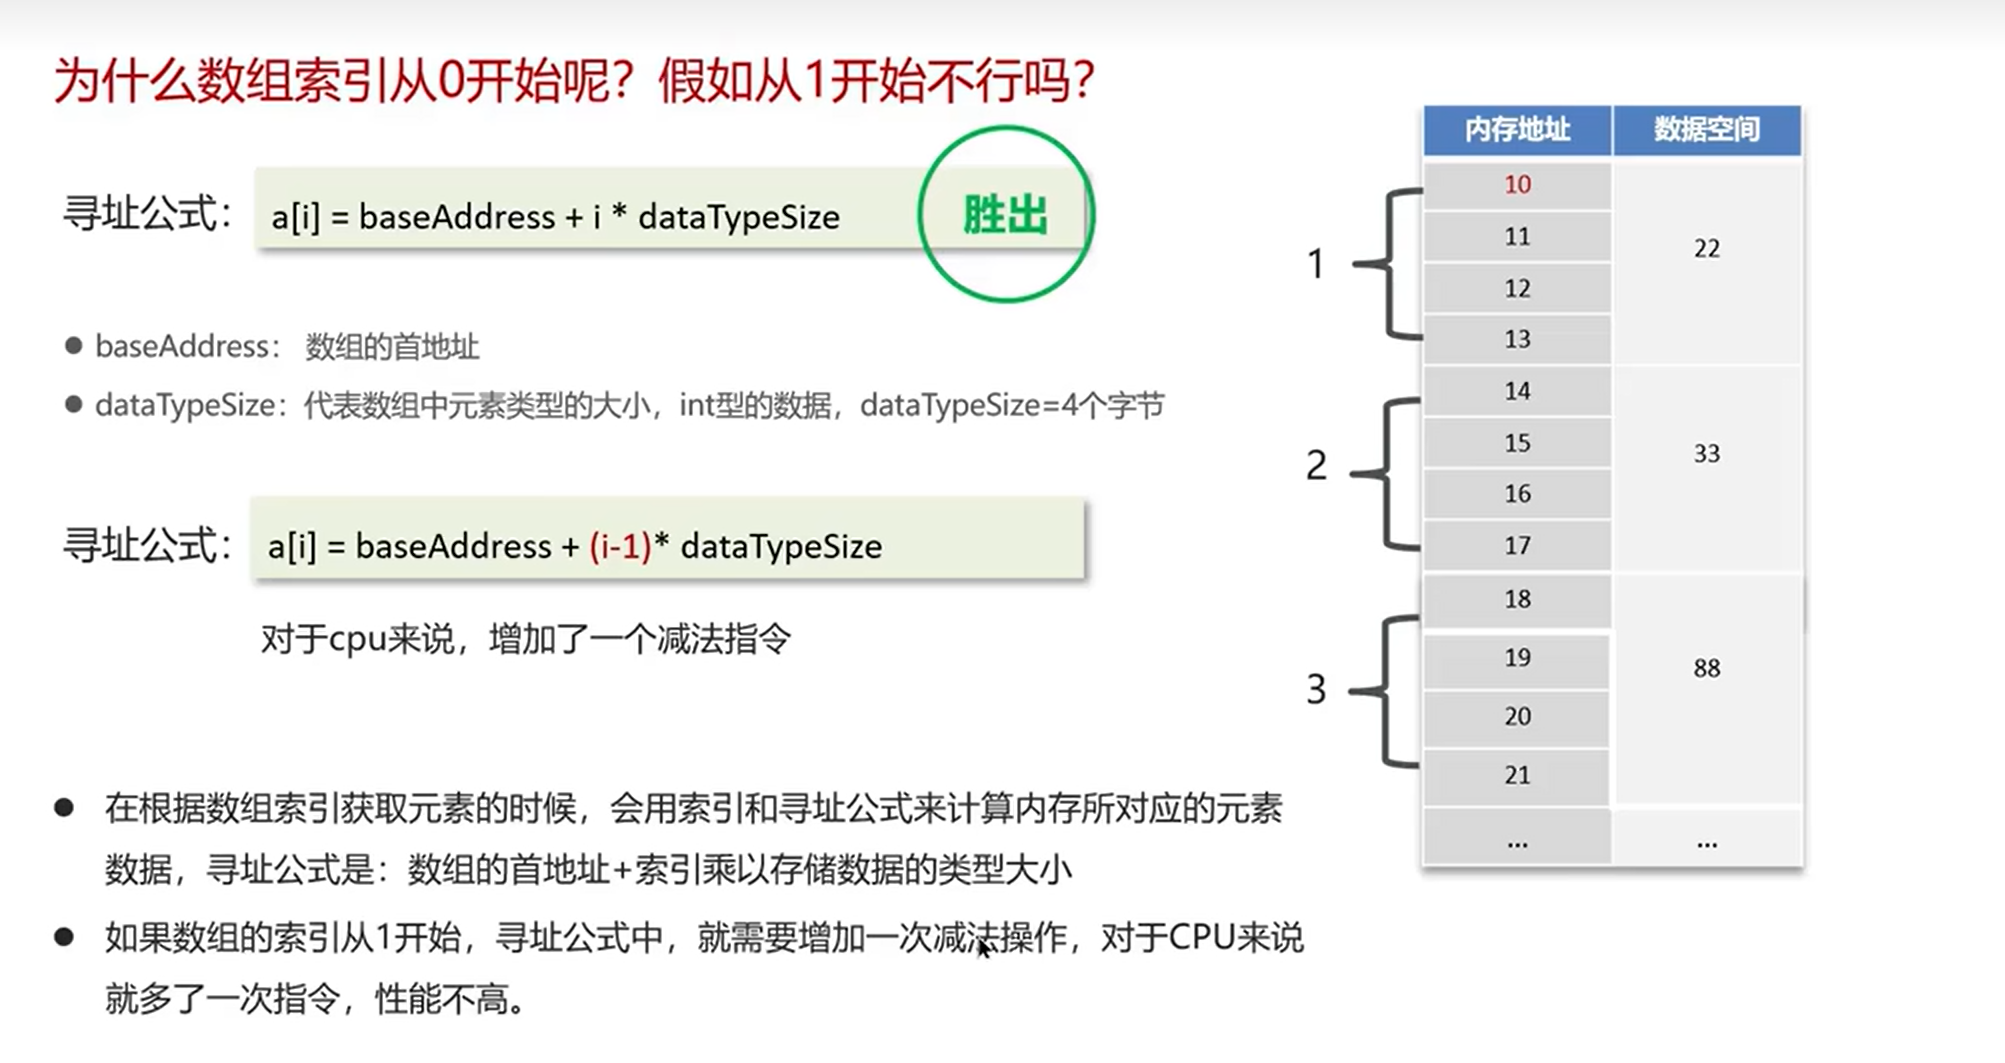 为什么数组索引从0开始呢？假如从1开始不行吗？
寻址公式：
a[i] = baseAddress + i * dataTypeSize
胜出
baseAddress： 数组的首地址
dataTypeSize：代表数组中元素类型的大小，int型的数据，dataTypeSize=4个字节
寻址公式：
a[i] = baseAddress + (i-1)* dataTypeSize
对于cpu来说，增加了一个减法指令
在根据数组索引获取元素的时候，会用索引和寻址公式来计算内存所对应的元素
数据，寻址公式是：数组的首地址+索引乘以存储数据的类型大小
如果数组的索引从1开始，寻址公式中，就需要增加一次减法操作，对于CPU来说
就多了一次指令，性能不高。
内存地址 数据空间
1
10
11
12
13
22
2
14
15
16
17
33
3
18
19
20
21
88
... ...